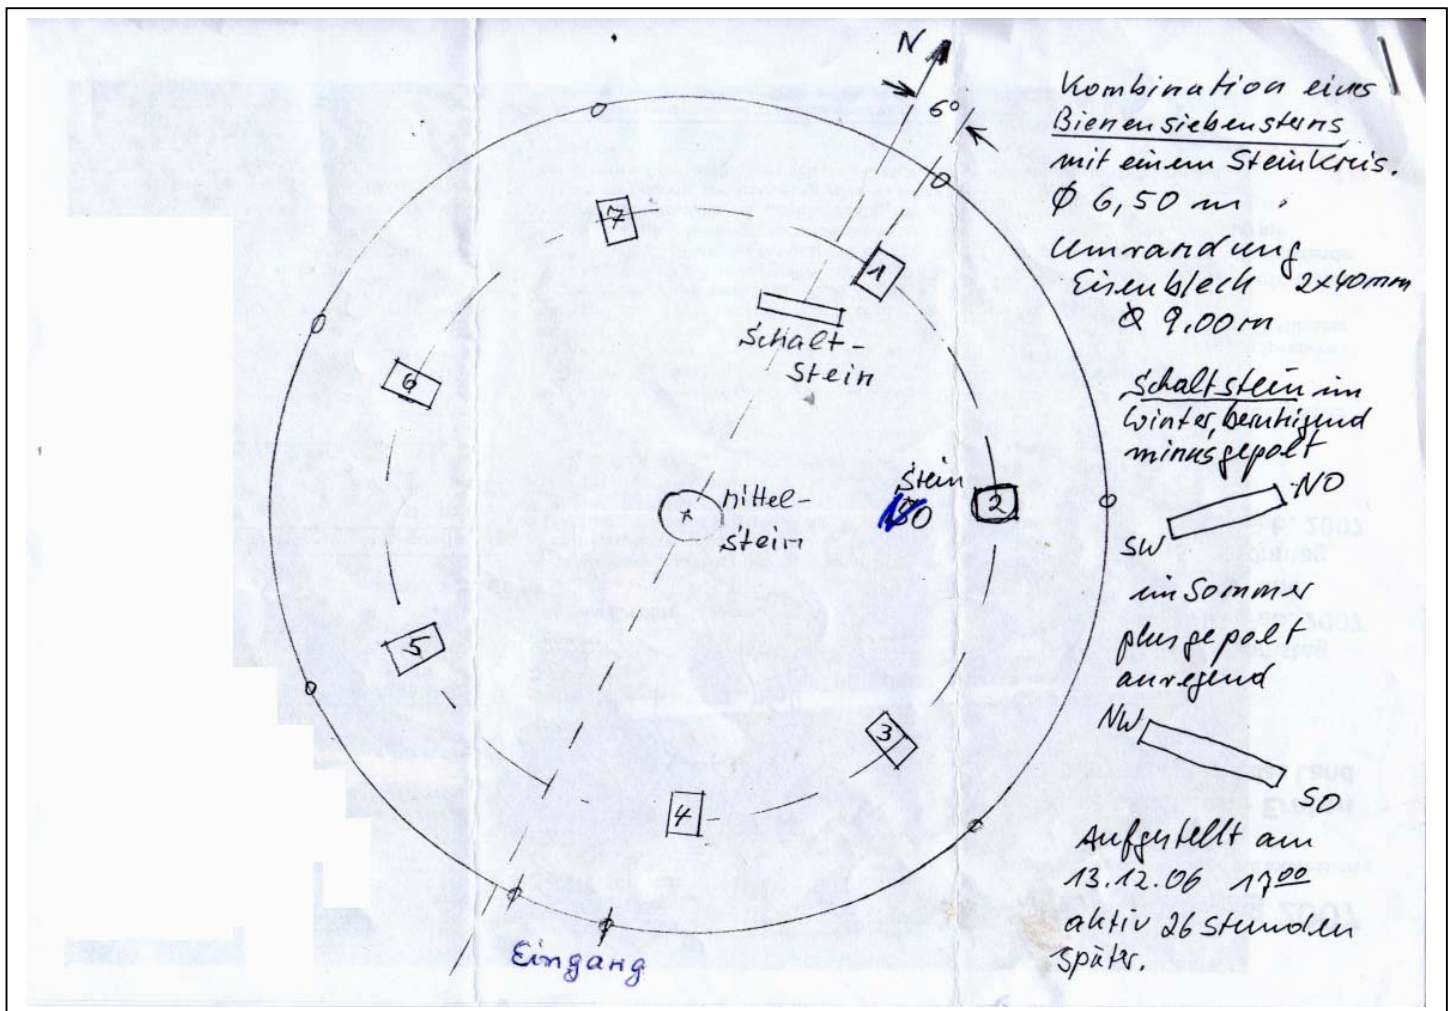 N
6°
7
1
Schalt-
stein
6
Mittel-
stein
Stein
SO
2
5
3
4
Eingang
Kombination eines
Bienensiebensterns
mit einem Steinkreis.
Ø 6,50 m
Umrandung
Eisenblech 2x40mm
Ø 9,00m
Schaltstein im
Winter, beruhigend
minusgepolt
NO
SW
im Sommer
plusgepolt
anregend
NW
SO
Aufgestellt am
13.12.06 17⁰⁰
aktiv 26 Stunden
später.